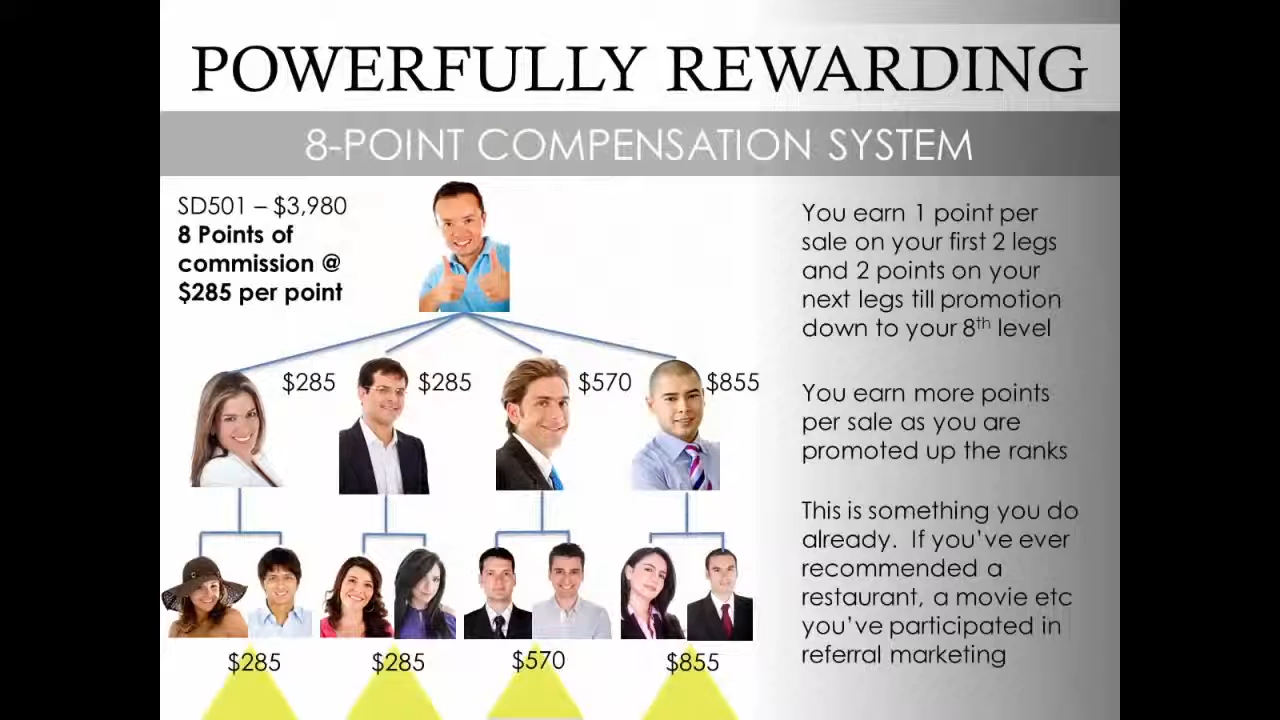 POWERFULLY REWARDING
8-POINT COMPENSATION SYSTEM
SD501 – $3,980
8 Points of
commission @
$285 per point
$285
$285
$570
$855
$285
$285
$570
$855
You earn 1 point per
sale on your first 2 legs
and 2 points on your
next legs till promotion
down to your 8th level
You earn more points
per sale as you are
promoted up the ranks
This is something you do
already.  If you've ever
recommended a
restaurant, a movie etc
you've participated in
referral marketing